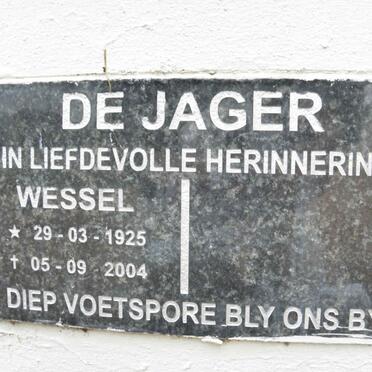 DE JAGER
IN LIEFDEVOLLE HERINNERIN
WESSEL
★ 29 - 03 - 1925
† 05 - 09 - 2004
DIEP VOETSPORE BLY ONS BY